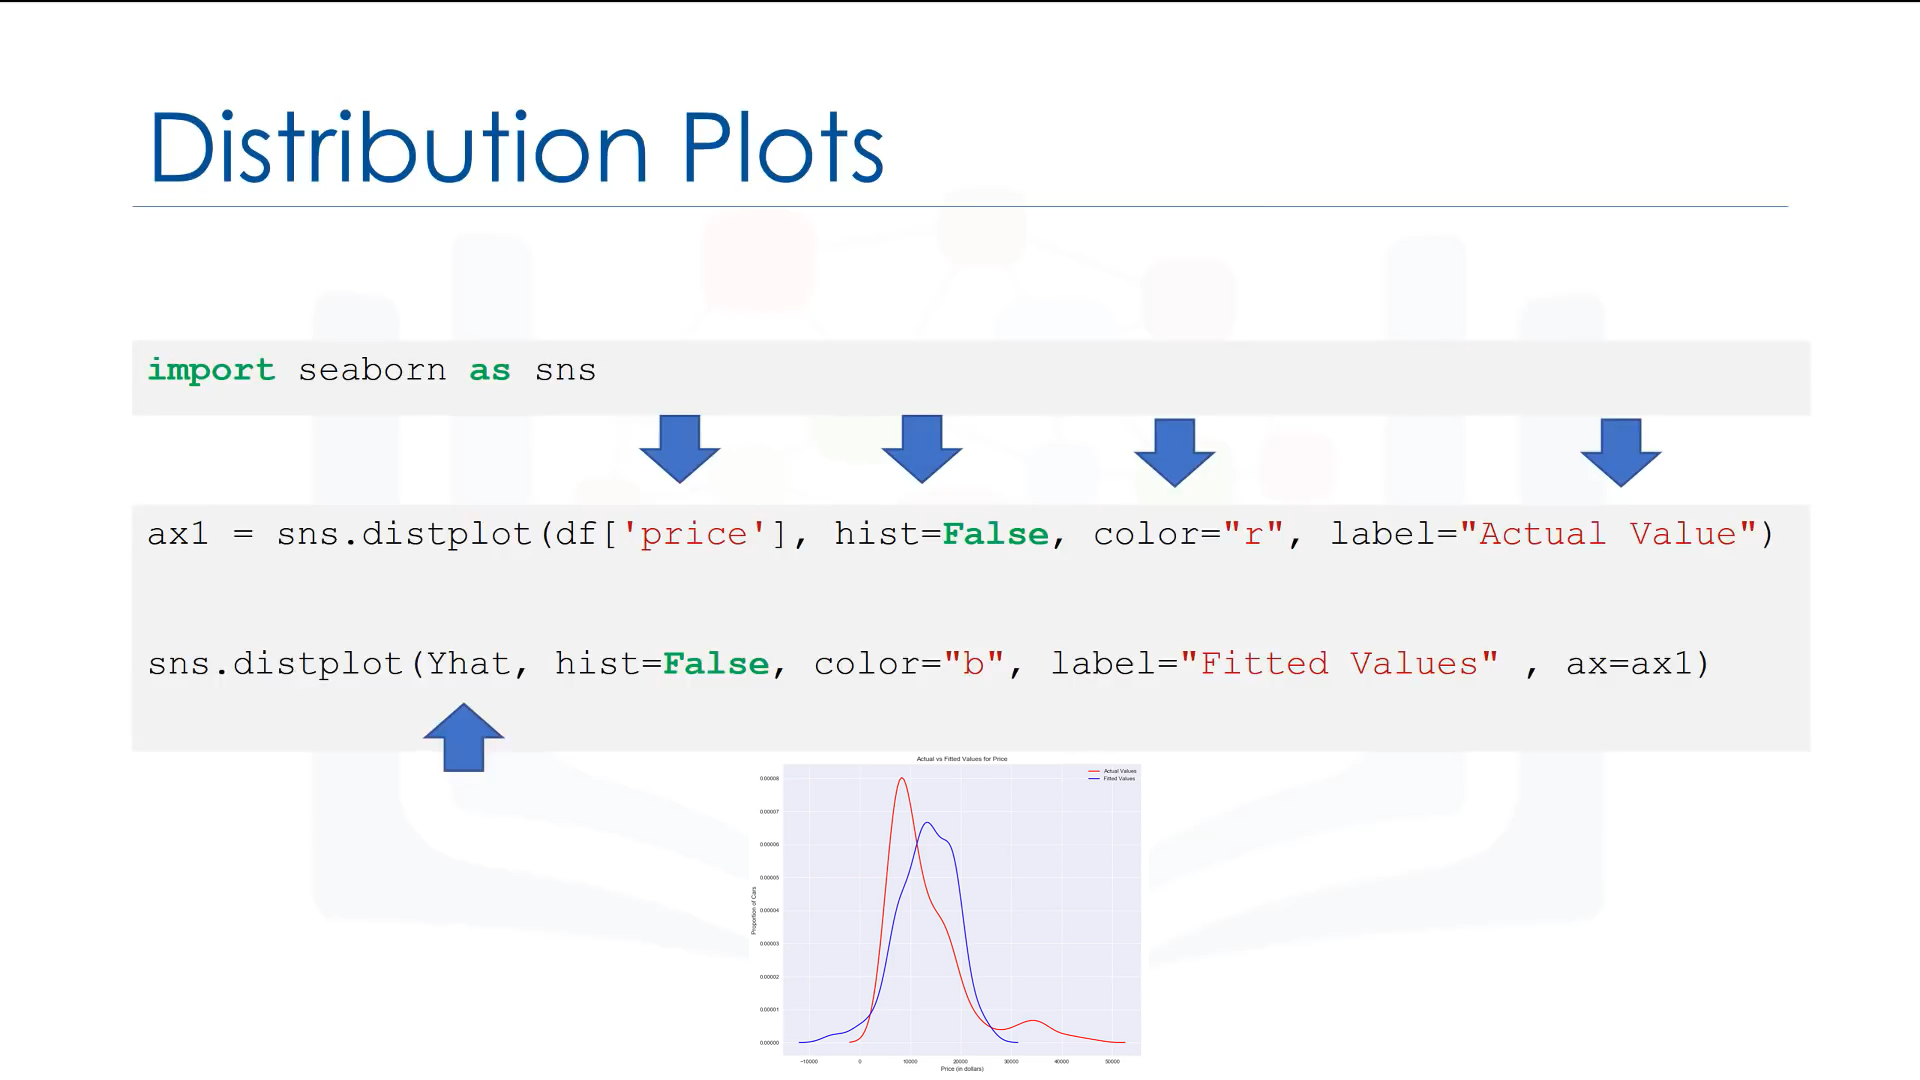 Distribution Plots
import seaborn as sns
ax1 = sns.distplot(df['price'], hist=False, color="r", label="Actual Value")
sns.distplot(Yhat, hist=False, color="b", label="Fitted Values" , ax=ax1)
Actual vs Fitted Values for Price
Actual Values
Fitted Values
0.00008
0.00007
0.00006
0.00005
0.00004
0.00003
0.00002
0.00001
0.00000
Proportion of Cars
−10000 0 10000 20000 30000 40000 50000
Price (in dollars)